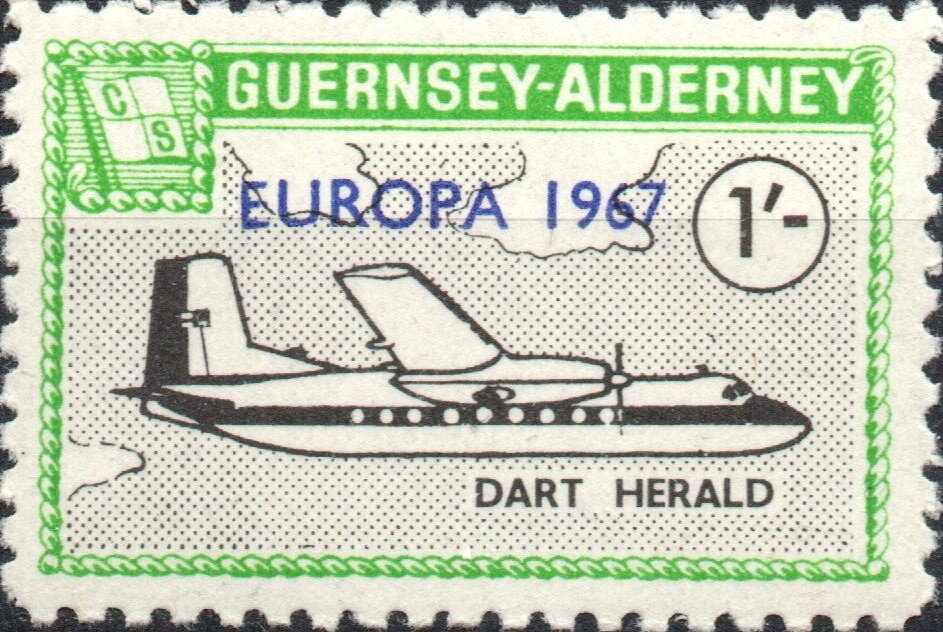 C
S
GUERNSEY-ALDERNEY
EUROPA 1967
1'-
DART HERALD